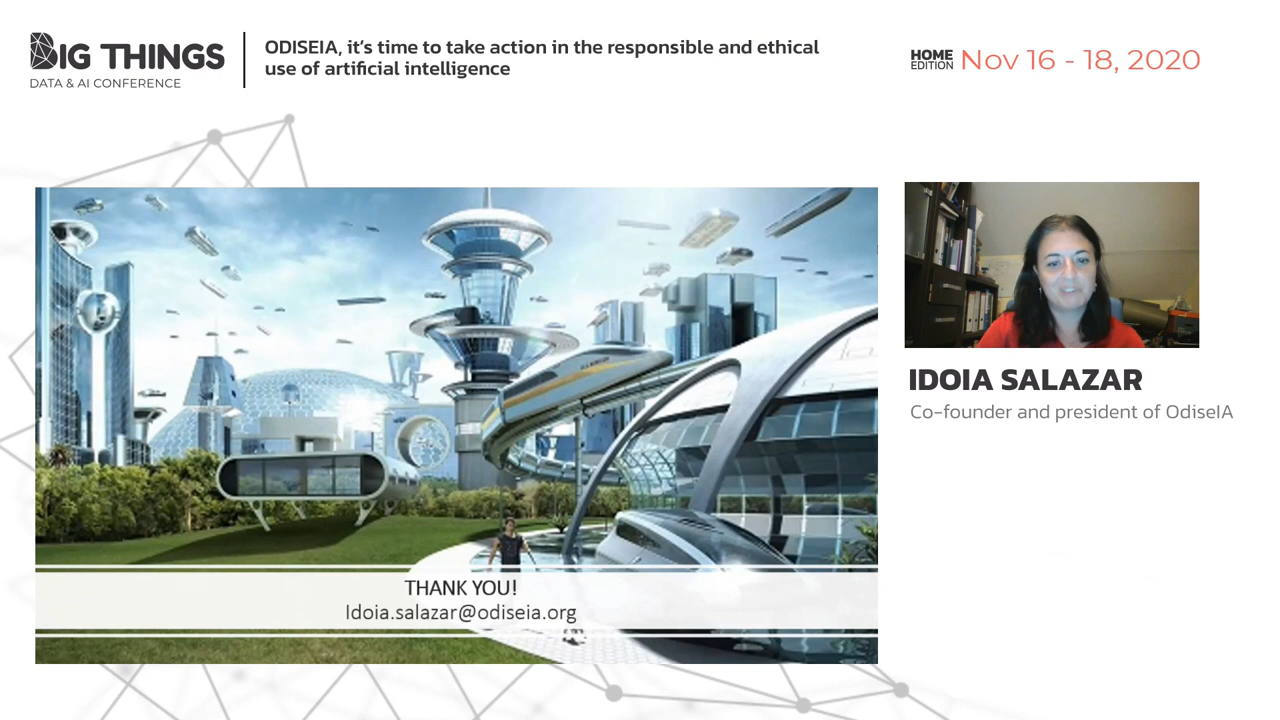 BIG THINGS
DATA & AI CONFERENCE
ODISEIA, it's time to take action in the responsible and ethical
use of artificial intelligence
HOME
EDITION
Nov 16 - 18, 2020
IDOIA SALAZAR
Co-founder and president of OdiseIA
THANK YOU!
Idoia.salazar@odiseia.org